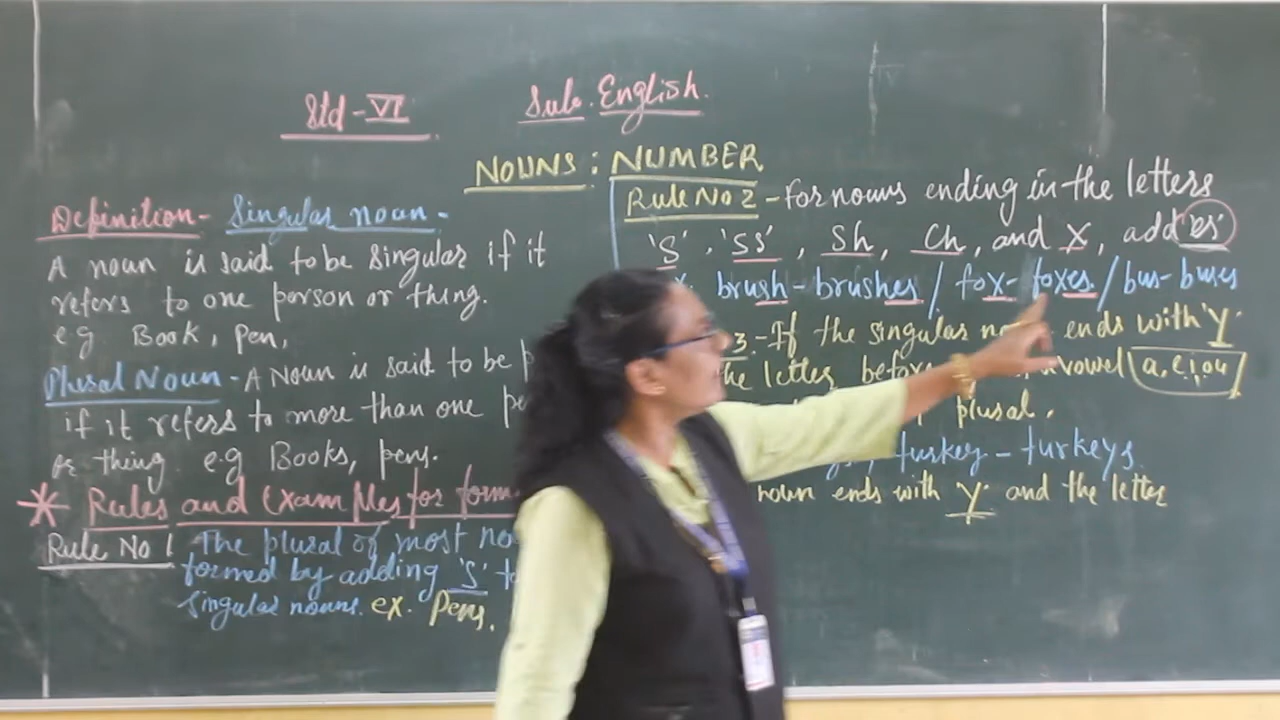 Std - VI
Sub. English.
NOUNS : NUMBER
Definition - Singular noun -
A noun is said to be singular if it
refers to one person or thing.
eg Book, pen,
Plural Noun - A Noun is said to be
if it refers to more than one
or thing e.g Books, pens.
* Rules and Examples for
Rule No 1 The plural of most
formed by adding 's'
singular nouns. ex. Pens.
Rule No 2 - For nouns ending in the letters
's', 'ss', Sh, Ch, and X, add 'es'
brush - brushes / fox - foxes / bus - buses
3. - If the singular ends with 'Y'
letter vowel (a, e, i, o u)
plural.
turkey - turkeys
noun ends with 'Y' and the letter